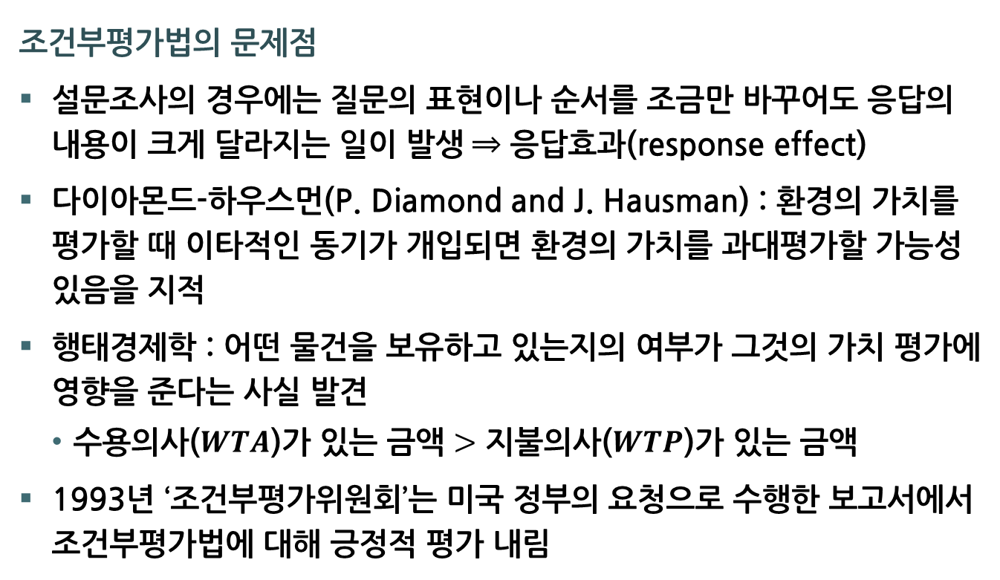 조건부평가법의 문제점
▪ 설문조사의 경우에는 질문의 표현이나 순서를 조금만 바꾸어도 응답의
내용이 크게 달라지는 일이 발생 ⇒ 응답효과(response effect)
▪ 다이아몬드-하우스먼(P. Diamond and J. Hausman) : 환경의 가치를
평가할 때 이타적인 동기가 개입되면 환경의 가치를 과대평가할 가능성
있음을 지적
▪ 행태경제학 : 어떤 물건을 보유하고 있는지의 여부가 그것의 가치 평가에
영향을 준다는 사실 발견
• 수용의사(WTA)가 있는 금액 > 지불의사(WTP)가 있는 금액
▪ 1993년 ‘조건부평가위원회’는 미국 정부의 요청으로 수행한 보고서에서
조건부평가법에 대해 긍정적 평가 내림